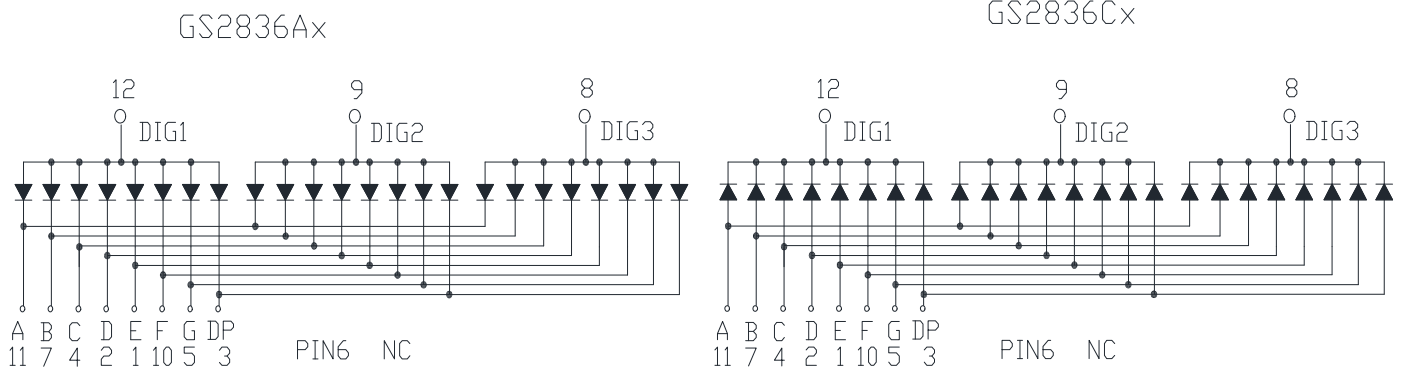 GS2836Ax
12 9 8
DIG1 DIG2 DIG3
A B C D E F G DP
11 7 4 2 1 10 5 3
PIN6 NC
GS2836Cx
12 9 8
DIG1 DIG2 DIG3
A B C D E F G DP
11 7 4 2 1 10 5 3
PIN6 NC